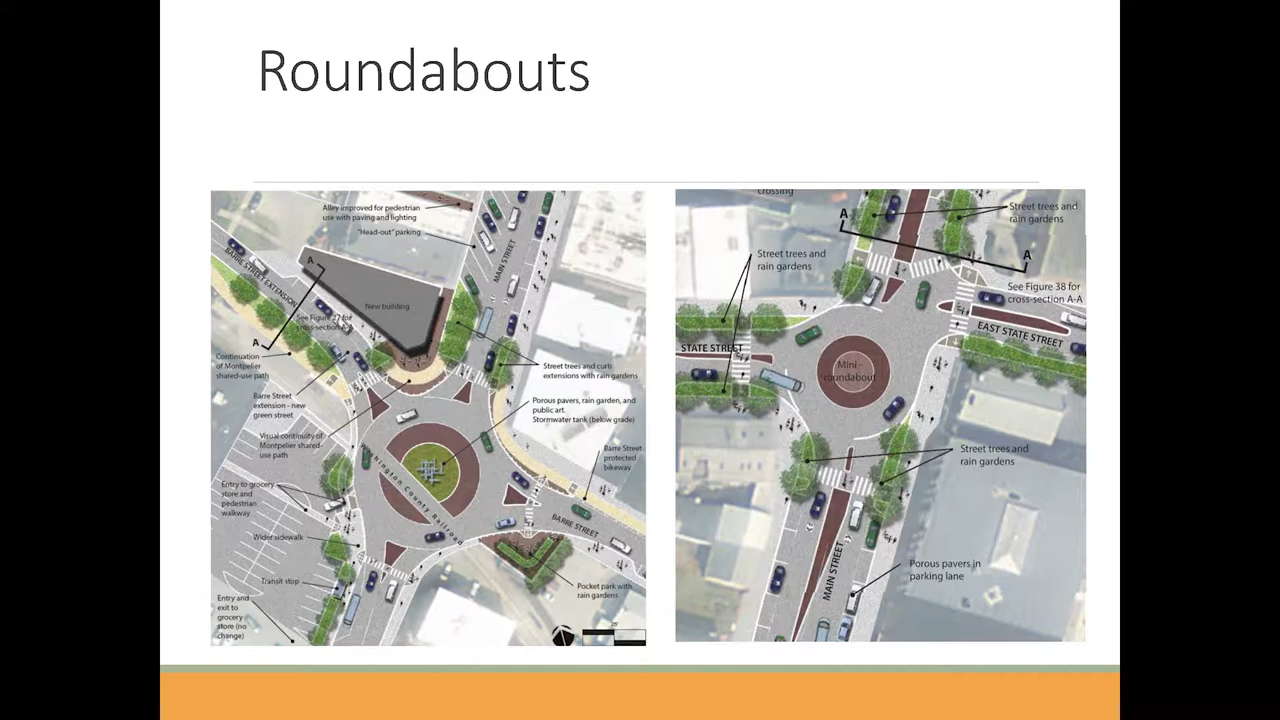 Roundabouts
Alley improved for pedestrian
use with paving and lighting
"Head-out" parking
MAIN STREET
BARRE STREET EXTENSION
A
New building
See Figure 27 for
cross-section A-A
A
Continuation
of Montpelier
shared-use path
Street trees and curb
extensions with rain gardens
Barre Street
extension - new
green street
Porous pavers, rain garden, and
public art.
Stormwater tank (below grade)
Visual continuity of
Montpelier shared-
use path
Barre Street
protected
bikeway
Washington County Railroad
Entry to grocery
store and
pedestrian
walkway
BARRE STREET
Wider sidewalk
Transit stop
Pocket park with
rain gardens
Entry and
exit to
grocery
store (no
change)
25'
crossing
A
Street trees and
rain gardens
Street trees and
rain gardens
A
See Figure 38 for
cross-section A-A
EAST STATE STREET
STATE STREET
Mini-
roundabout
Street trees and
rain gardens
MAIN STREET
Porous pavers in
parking lane